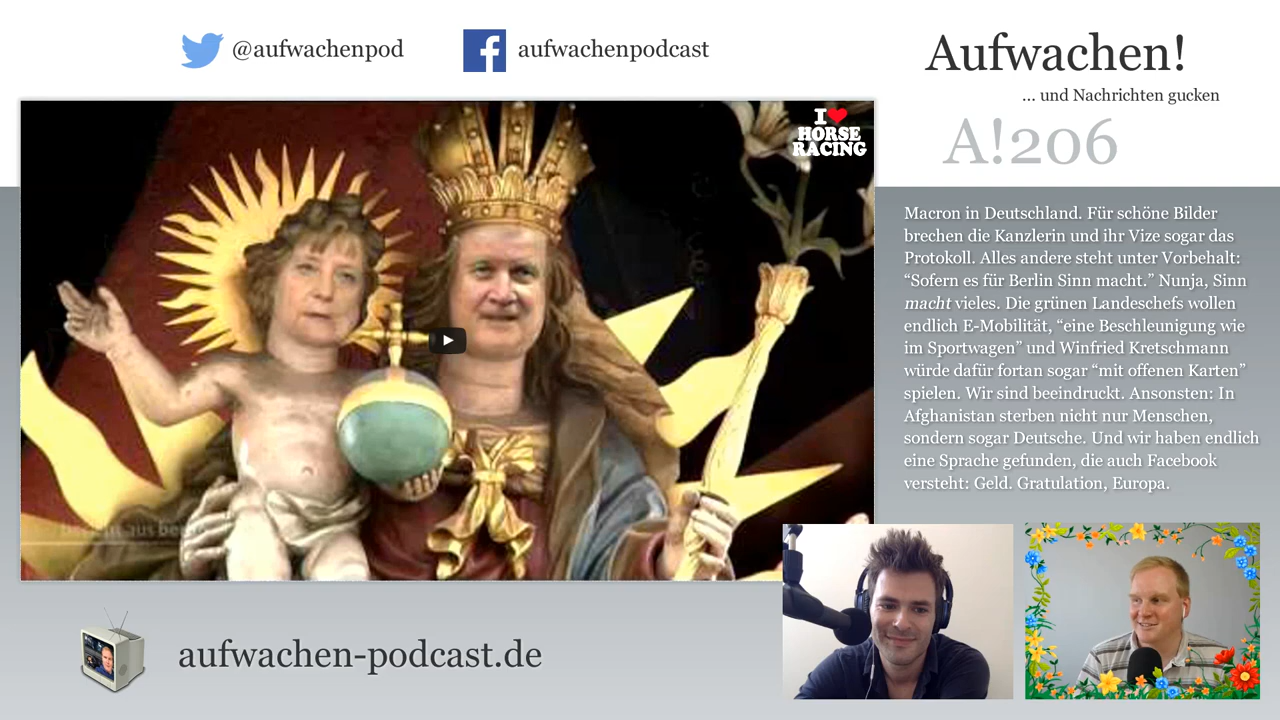 @aufwachenpod
aufwachenpodcast
Aufwachen!
... und Nachrichten gucken
A!206
I
HORSE
RACING
Macron in Deutschland. Für schöne Bilder
brechen die Kanzlerin und ihr Vize sogar das
Protokoll. Alles andere steht unter Vorbehalt:
“Sofern es für Berlin Sinn macht.” Nunja, Sinn
macht vieles. Die grünen Landeschefs wollen
endlich E-Mobilität, “eine Beschleunigung wie
im Sportwagen” und Winfried Kretschmann
würde dafür fortan sogar “mit offenen Karten”
spielen. Wir sind beeindruckt. Ansonsten: In
Afghanistan sterben nicht nur Menschen,
sondern sogar Deutsche. Und wir haben endlich
eine Sprache gefunden, die auch Facebook
versteht: Geld. Gratulation, Europa.
bericht aus berlin
aufwachen-podcast.de